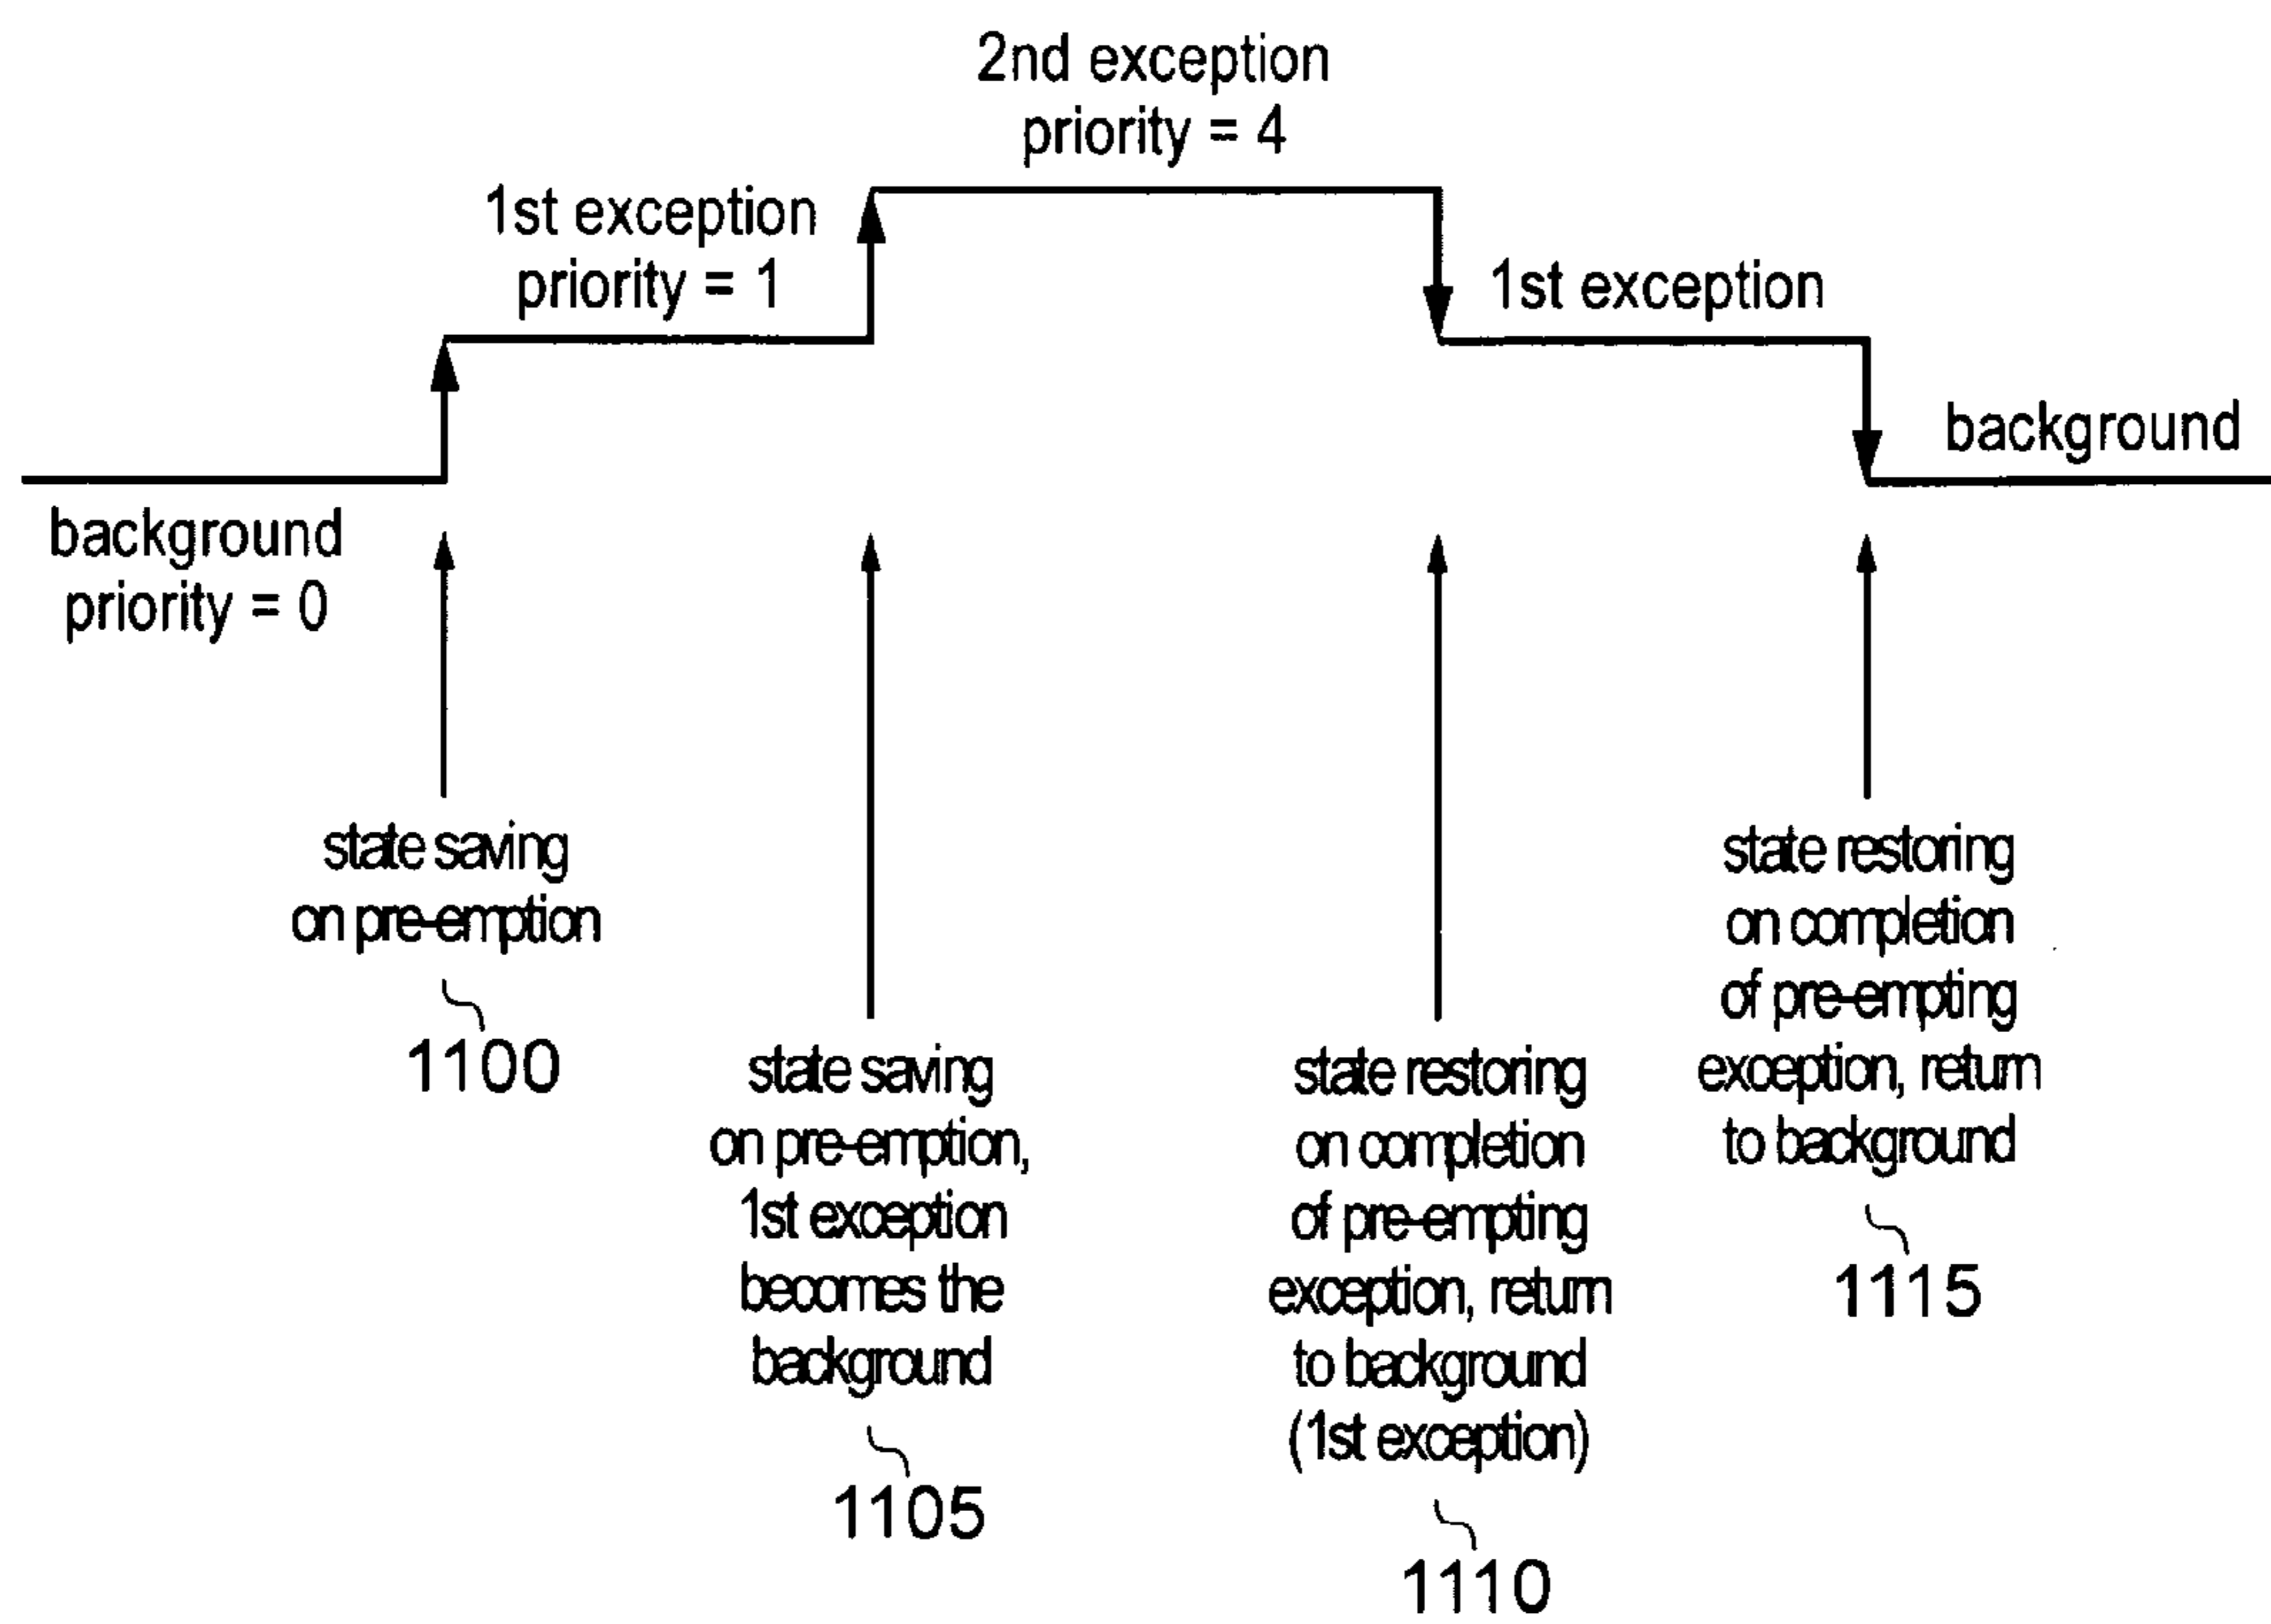 2nd exception
priority = 4
1st exception
priority = 1
1st exception
background
background
priority = 0
state saving
on pre-emption
1100
state saving
on pre-emption,
1st exception
becomes the
background
1105
state restoring
on completion
of pre-empting
exception, return
to background
(1st exception)
1110
state restoring
on completion
of pre-empting
exception, return
to background
1115